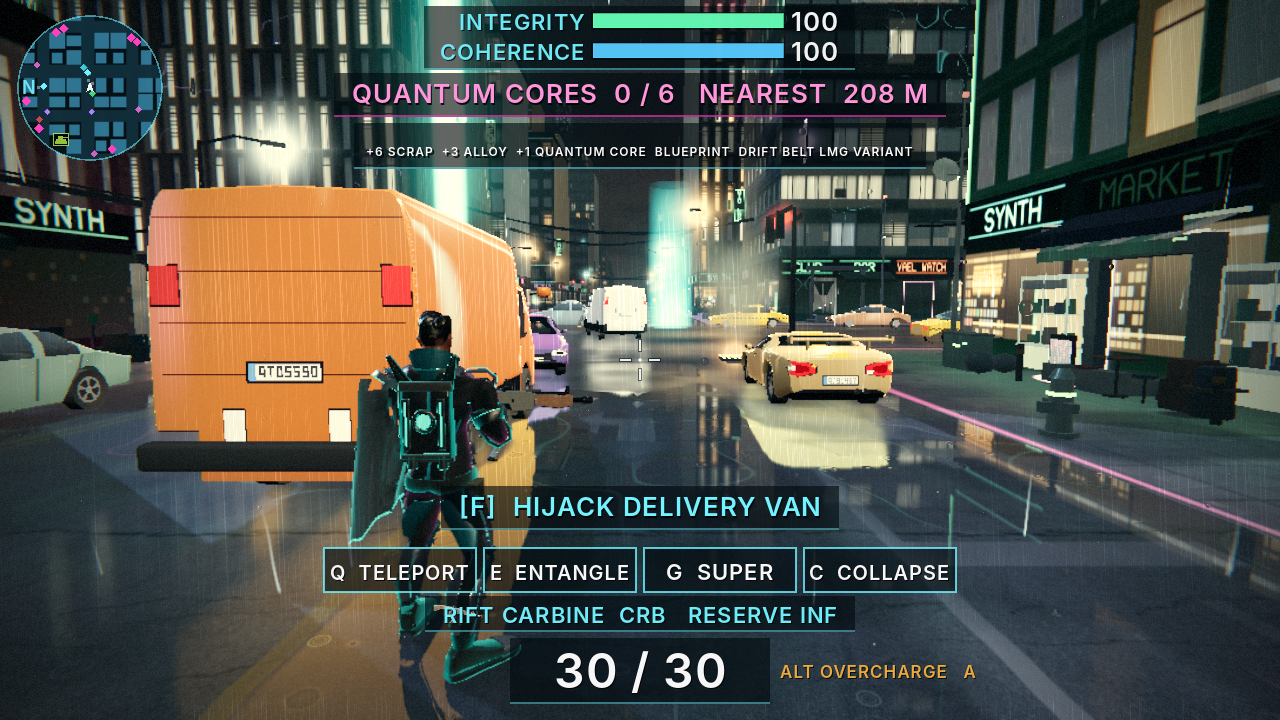 INTEGRITY 100
COHERENCE 100
QUANTUM CORES 0 / 6 NEAREST 208 M
+6 SCRAP +3 ALLOY +1 QUANTUM CORE BLUEPRINT DRIFT BELT LMG VARIANT
N
SYNTH
SYNTH
MARKET
BAR
VAEL WATCH
[F] HIJACK DELIVERY VAN
Q TELEPORT
E ENTANGLE
G SUPER
C COLLAPSE
RIFT CARBINE CRB RESERVE INF
30 / 30
ALT OVERCHARGE A